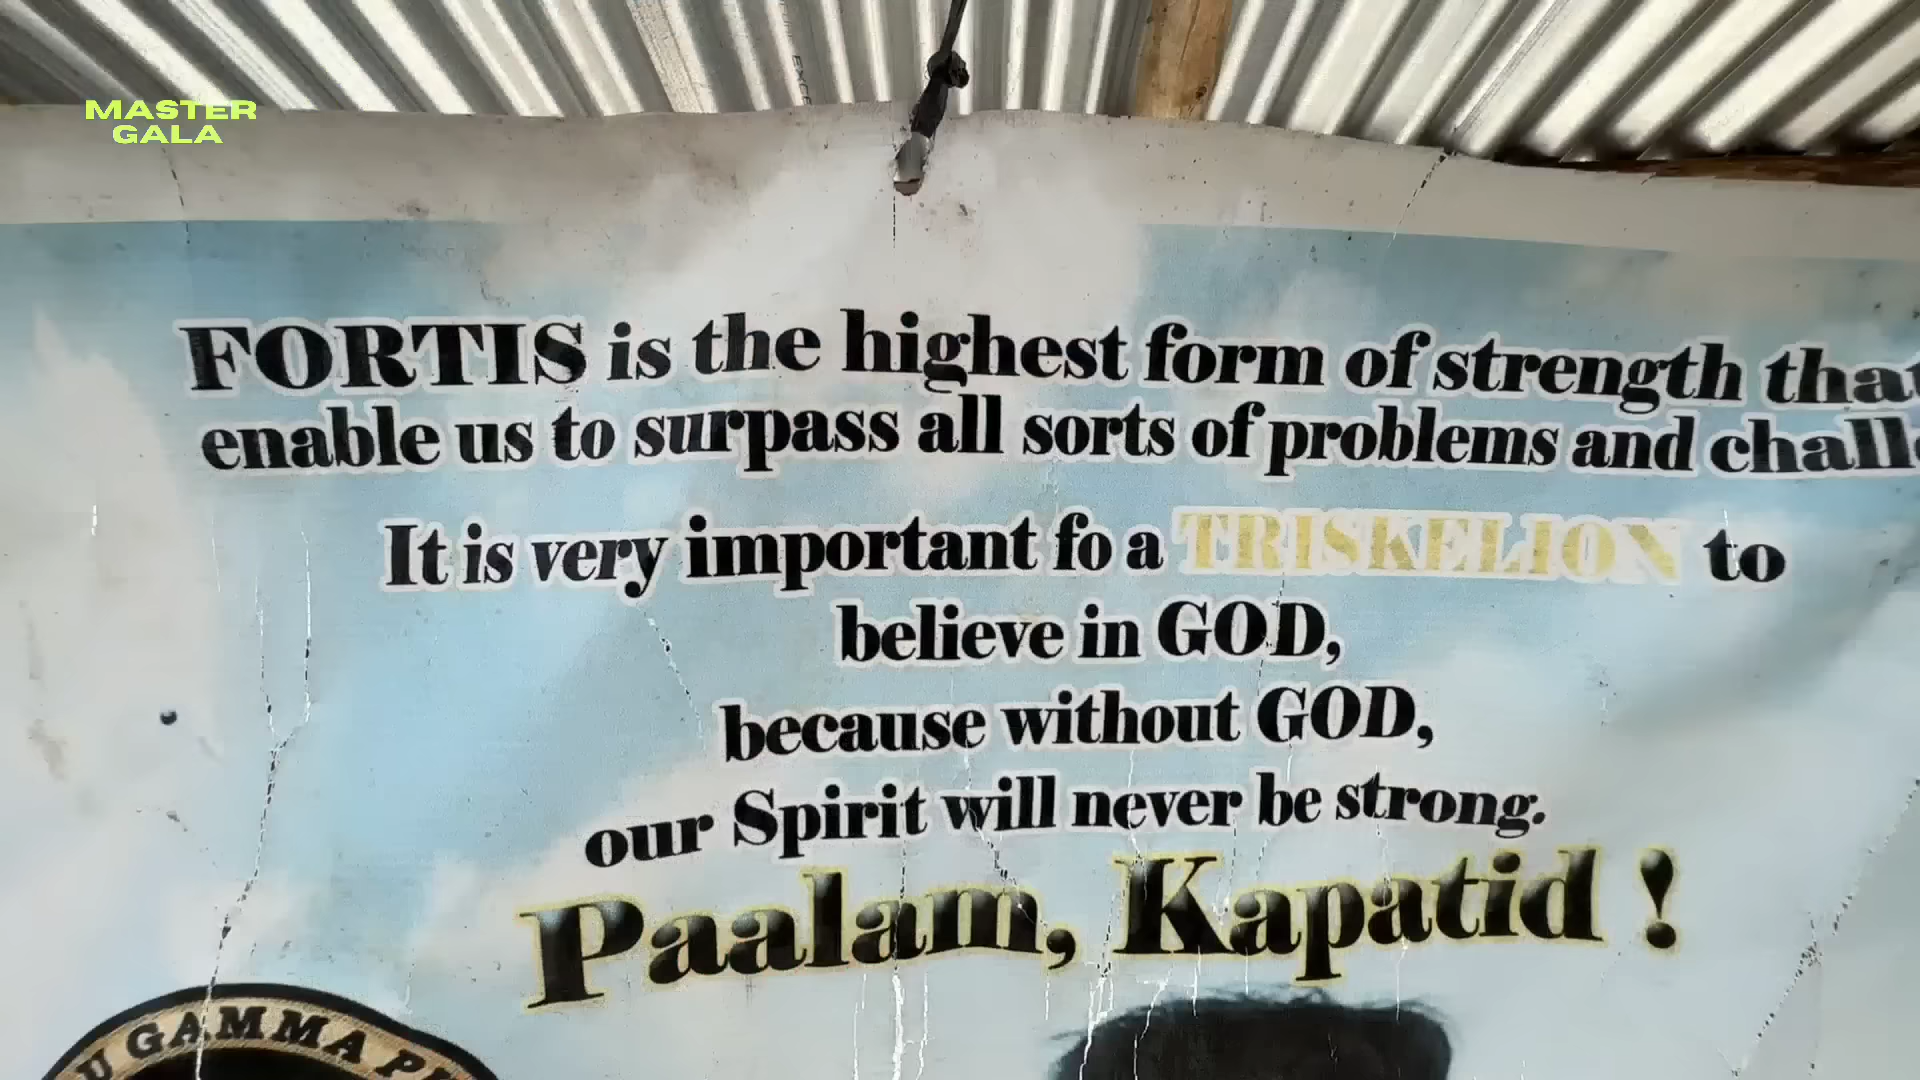 MASTER
GALA
FORTIS is the highest form of strength that
enable us to surpass all sorts of problems and
It is very important fo a TRISKELION to
believe in GOD,
because without GOD,
our Spirit will never be strong.
Paalam, Kapatid !
GAMMA